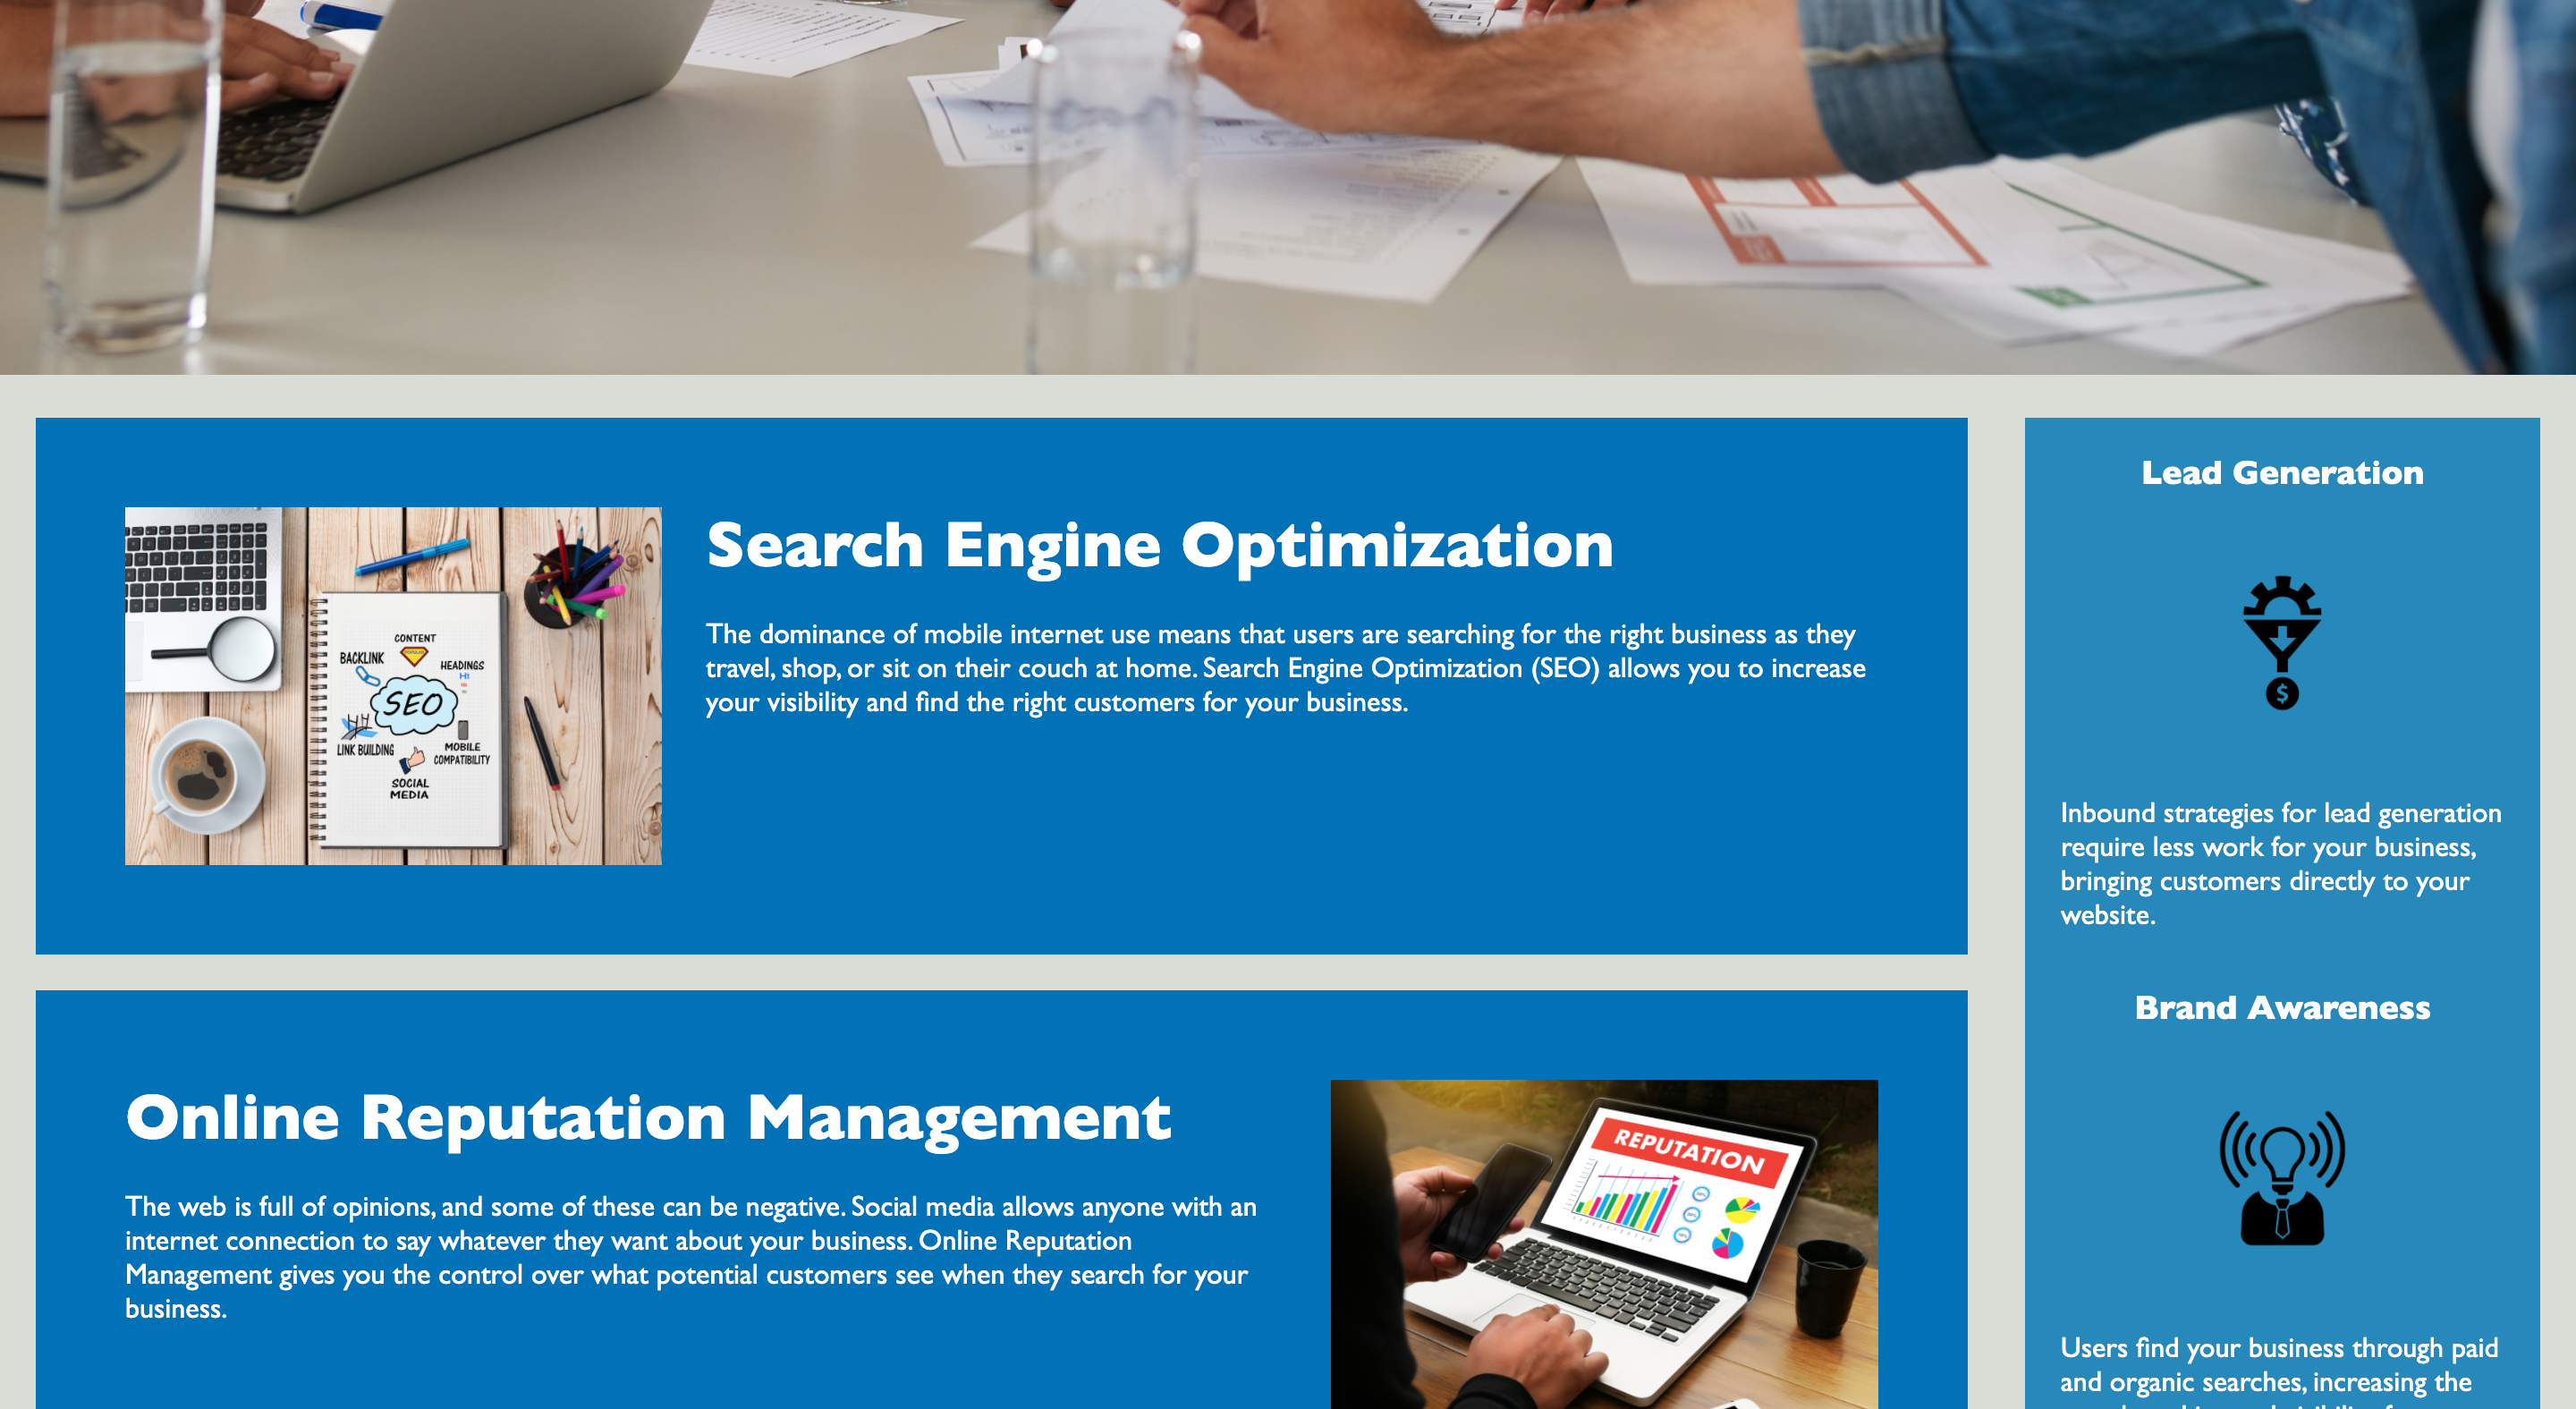 Search Engine Optimization
The dominance of mobile internet use means that users are searching for the right business as they
travel, shop, or sit on their couch at home. Search Engine Optimization (SEO) allows you to increase
your visibility and find the right customers for your business.
CONTENT
BACKLINK
HEADINGS
H1
SEO
LINK BUILDING
MOBILE
COMPATIBILITY
SOCIAL
MEDIA
Online Reputation Management
The web is full of opinions, and some of these can be negative. Social media allows anyone with an
internet connection to say whatever they want about your business. Online Reputation
Management gives you the control over what potential customers see when they search for your
business.
REPUTATION
Lead Generation
$
Inbound strategies for lead generation
require less work for your business,
bringing customers directly to your
website.
Brand Awareness
Users find your business through paid
and organic searches, increasing the